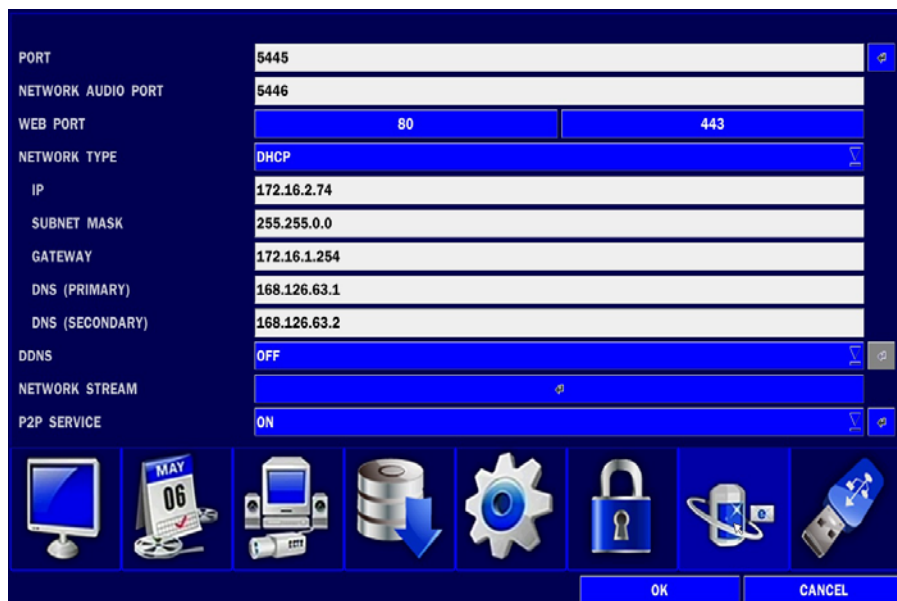 PORT 5445
NETWORK AUDIO PORT 5446
WEB PORT 80 443
NETWORK TYPE DHCP
IP 172.16.2.74
SUBNET MASK 255.255.0.0
GATEWAY 172.16.1.254
DNS (PRIMARY) 168.126.63.1
DNS (SECONDARY) 168.126.63.2
DDNS OFF
NETWORK STREAM
P2P SERVICE ON
MAY
06
e
OK CANCEL